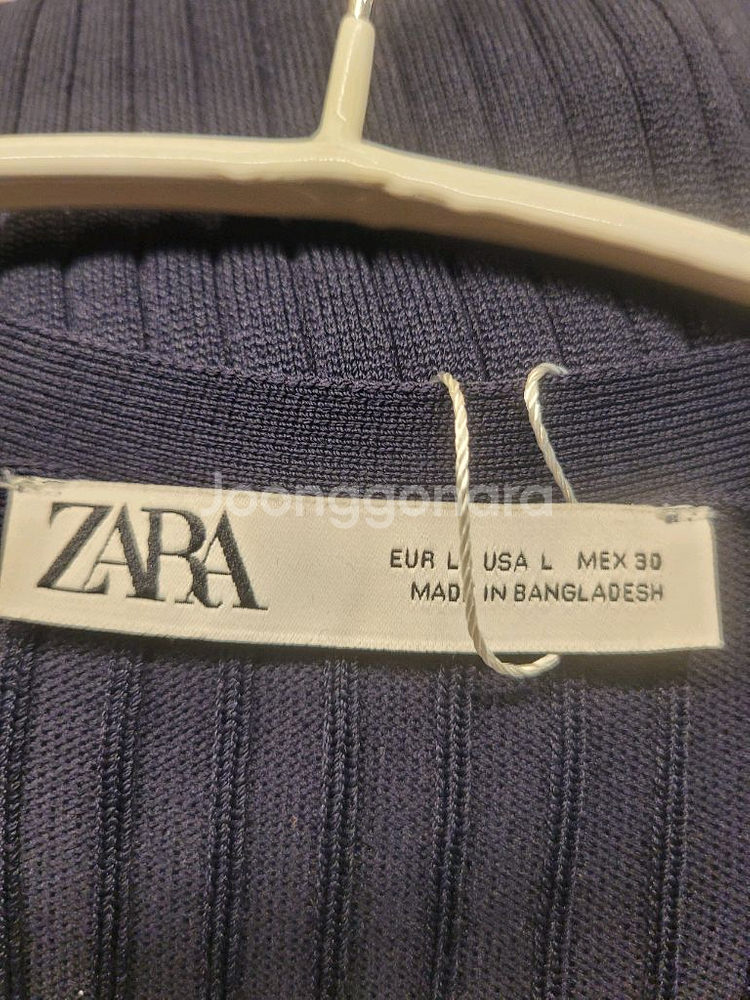 Joonggonara
ZARA
EUR L USA L MEX 30
MADE IN BANGLADESH